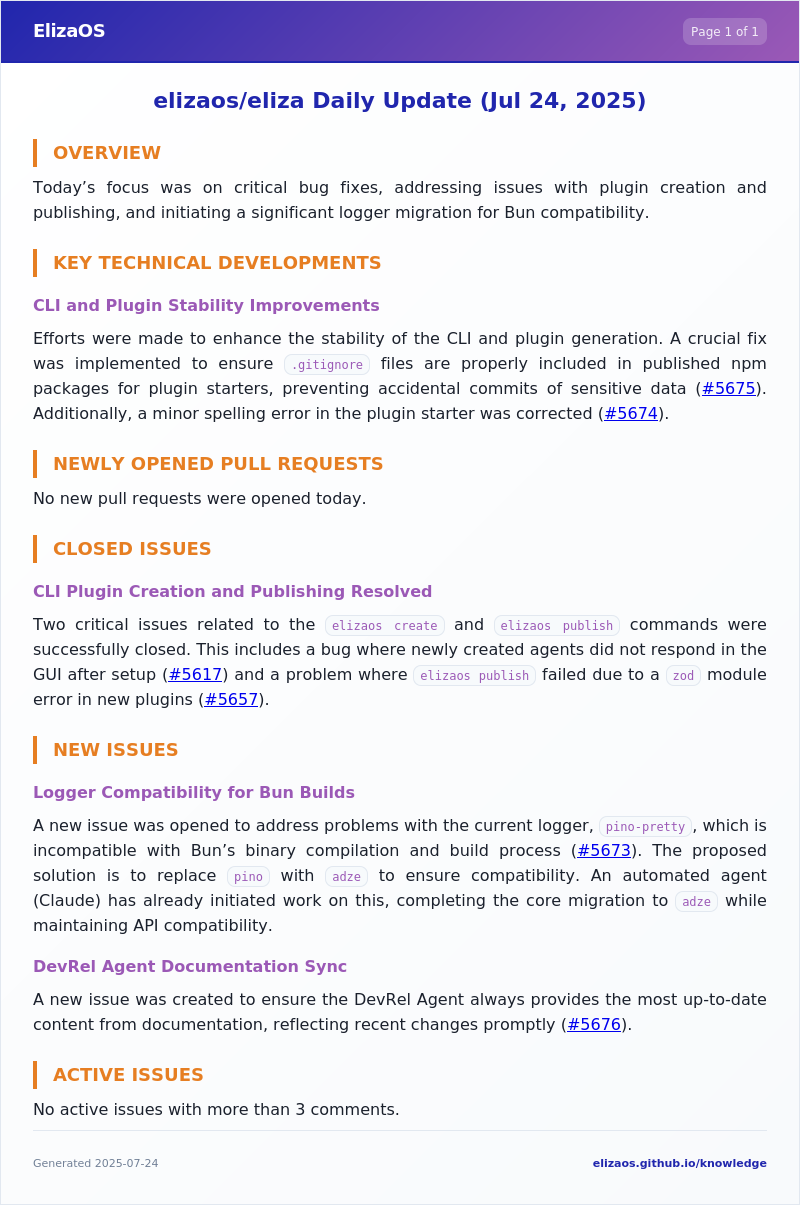 ElizaOS
Page 1 of 1
elizaos/eliza Daily Update (Jul 24, 2025)
OVERVIEW
Today’s focus was on critical bug fixes, addressing issues with plugin creation and
publishing, and initiating a significant logger migration for Bun compatibility.
KEY TECHNICAL DEVELOPMENTS
CLI and Plugin Stability Improvements
Efforts were made to enhance the stability of the CLI and plugin generation. A crucial fix
was implemented to ensure .gitignore files are properly included in published npm
packages for plugin starters, preventing accidental commits of sensitive data (#5675).
Additionally, a minor spelling error in the plugin starter was corrected (#5674).
NEWLY OPENED PULL REQUESTS
No new pull requests were opened today.
CLOSED ISSUES
CLI Plugin Creation and Publishing Resolved
Two critical issues related to the elizaos create and elizaos publish commands were
successfully closed. This includes a bug where newly created agents did not respond in the
GUI after setup (#5617) and a problem where elizaos publish failed due to a zod module
error in new plugins (#5657).
NEW ISSUES
Logger Compatibility for Bun Builds
A new issue was opened to address problems with the current logger, pino-pretty, which is
incompatible with Bun’s binary compilation and build process (#5673). The proposed
solution is to replace pino with adze to ensure compatibility. An automated agent
(Claude) has already initiated work on this, completing the core migration to adze while
maintaining API compatibility.
DevRel Agent Documentation Sync
A new issue was created to ensure the DevRel Agent always provides the most up-to-date
content from documentation, reflecting recent changes promptly (#5676).
ACTIVE ISSUES
No active issues with more than 3 comments.
Generated 2025-07-24
elizaos.github.io/knowledge